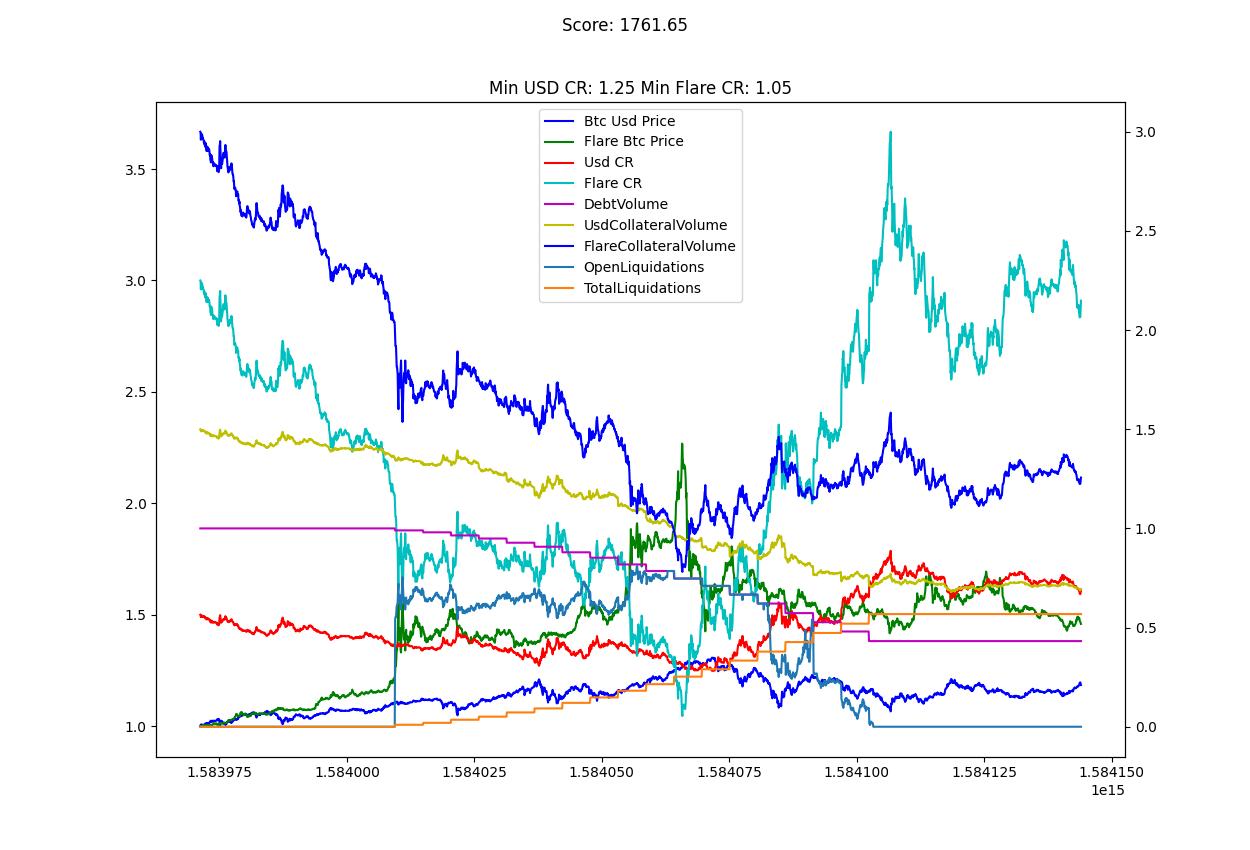 Score: 1761.65
Min USD CR: 1.25 Min Flare CR: 1.05
Btc Usd Price
Flare Btc Price
Usd CR
Flare CR
DebtVolume
UsdCollateralVolume
FlareCollateralVolume
OpenLiquidations
TotalLiquidations
3.5
3.0
2.5
2.0
1.5
1.0
3.0
2.5
2.0
1.5
1.0
0.5
0.0
1.583975 1.584000 1.584025 1.584050 1.584075 1.584100 1.584125 1.584150
1e15